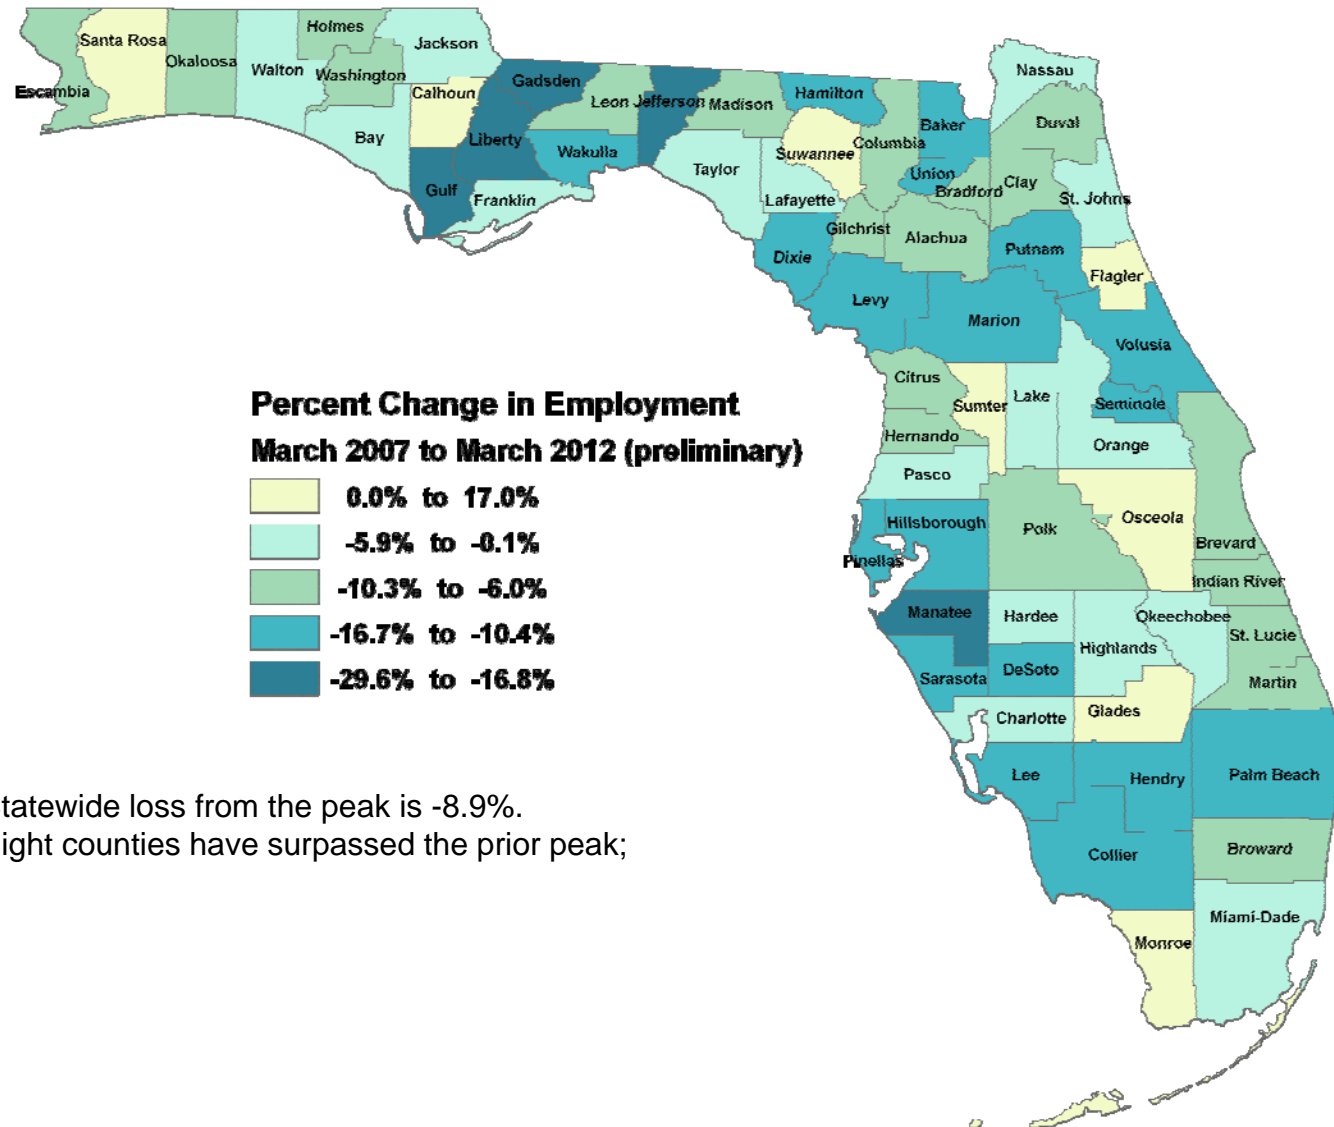 Santa Rosa
Holmes
Jackson
Okaloosa
Walton
Washington
Escambia
Calhoun
Bay
Gadsden
Leon
Jefferson
Madison
Hamilton
Liberty
Wakulla
Gulf
Franklin
Taylor
Suwannee
Lafayette
Columbia
Baker
Union
Bradford
Nassau
Duval
Clay
St. Johns
Gilchrist
Alachua
Putnam
Dixie
Flagler
Levy
Marion
Volusia
Citrus
Sumter
Lake
Seminole
Hernando
Orange
Pasco
Hillsborough
Polk
Osceola
Brevard
Pinellas
Indian River
Manatee
Hardee
Okeechobee
Highlands
St. Lucie
Sarasota
DeSoto
Martin
Charlotte
Glades
Lee
Hendry
Palm Beach
Collier
Broward
Miami-Dade
Monroe
Percent Change in Employment
March 2007 to March 2012 (preliminary)
0.0% to 17.0%
-5.9% to -0.1%
-10.3% to -6.0%
-16.7% to -10.4%
-29.6% to -16.8%
tatewide loss from the peak is -8.9%.
ight counties have surpassed the prior peak;